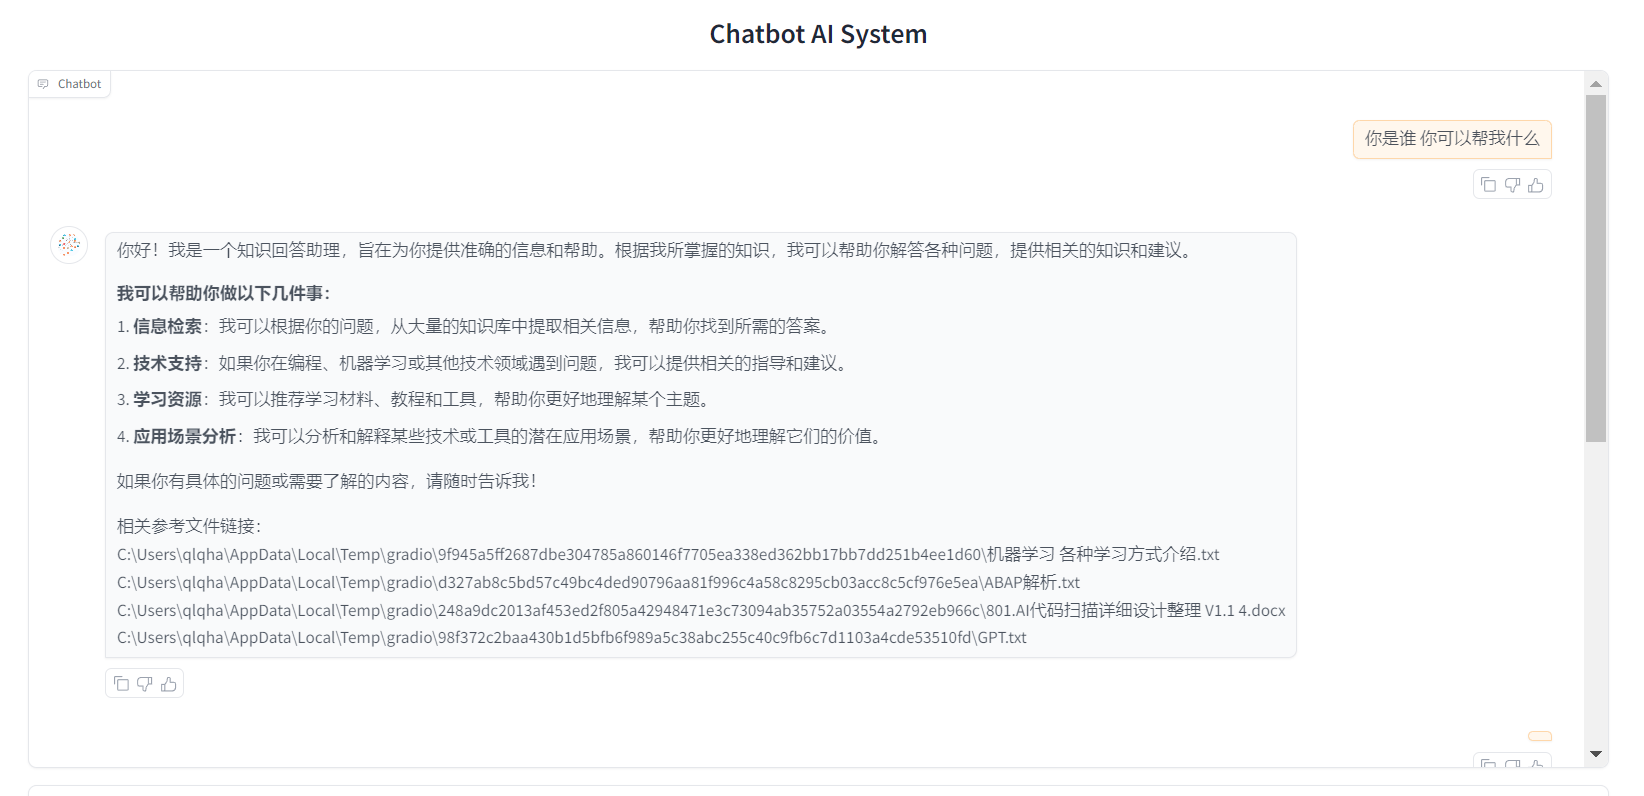 Chatbot AI System
Chatbot
你是谁 你可以帮我什么
你好！我是一个知识回答助理，旨在为你提供准确的信息和帮助。根据我所掌握的知识，我可以帮助你解答各种问题，提供相关的知识和建议。
我可以帮助你做以下几件事：
1. 信息检索：我可以根据你的问题，从大量的知识库中提取相关信息，帮助你找到所需的答案。
2. 技术支持：如果你在编程、机器学习或其他技术领域遇到问题，我可以提供相关的指导和建议。
3. 学习资源：我可以推荐学习材料、教程和工具，帮助你更好地理解某个主题。
4. 应用场景分析：我可以分析和解释某些技术或工具的潜在应用场景，帮助你更好地理解它们的价值。
如果你有具体的问题或需要了解的内容，请随时告诉我！
相关参考文件链接：
C:\Users\qlqha\AppData\Local\Temp\gradio\9f945a5ff2687dbe304785a860146f7705ea338ed362bb17bb7dd251b4ee1d60\机器学习 各种学习方式介绍.txt
C:\Users\qlqha\AppData\Local\Temp\gradio\d327ab8c5bd57c49bc4ded90796aa81f996c4a58c8295cb03acc8c5cf976e5ea\ABAP解析.txt
C:\Users\qlqha\AppData\Local\Temp\gradio\248a9dc2013af453ed2f805a42948471e3c73094ab35752a03554a2792eb966c\801.AI代码扫描详细设计整理 V1.1 4.docx
C:\Users\qlqha\AppData\Local\Temp\gradio\98f372c2baa430b1d5bfb6f989a5c38abc255c40c9fb6c7d1103a4cde53510fd\GPT.txt